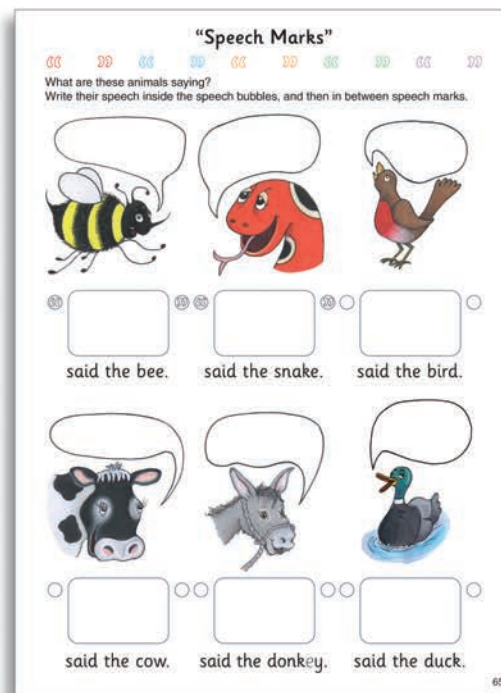 “Speech Marks”
“ ” “ ” “ ” “ ” “ ”
What are these animals saying?
Write their speech inside the speech bubbles, and then in between speech marks.
said the bee. said the snake. said the bird.
said the cow. said the donkey. said the duck.
65